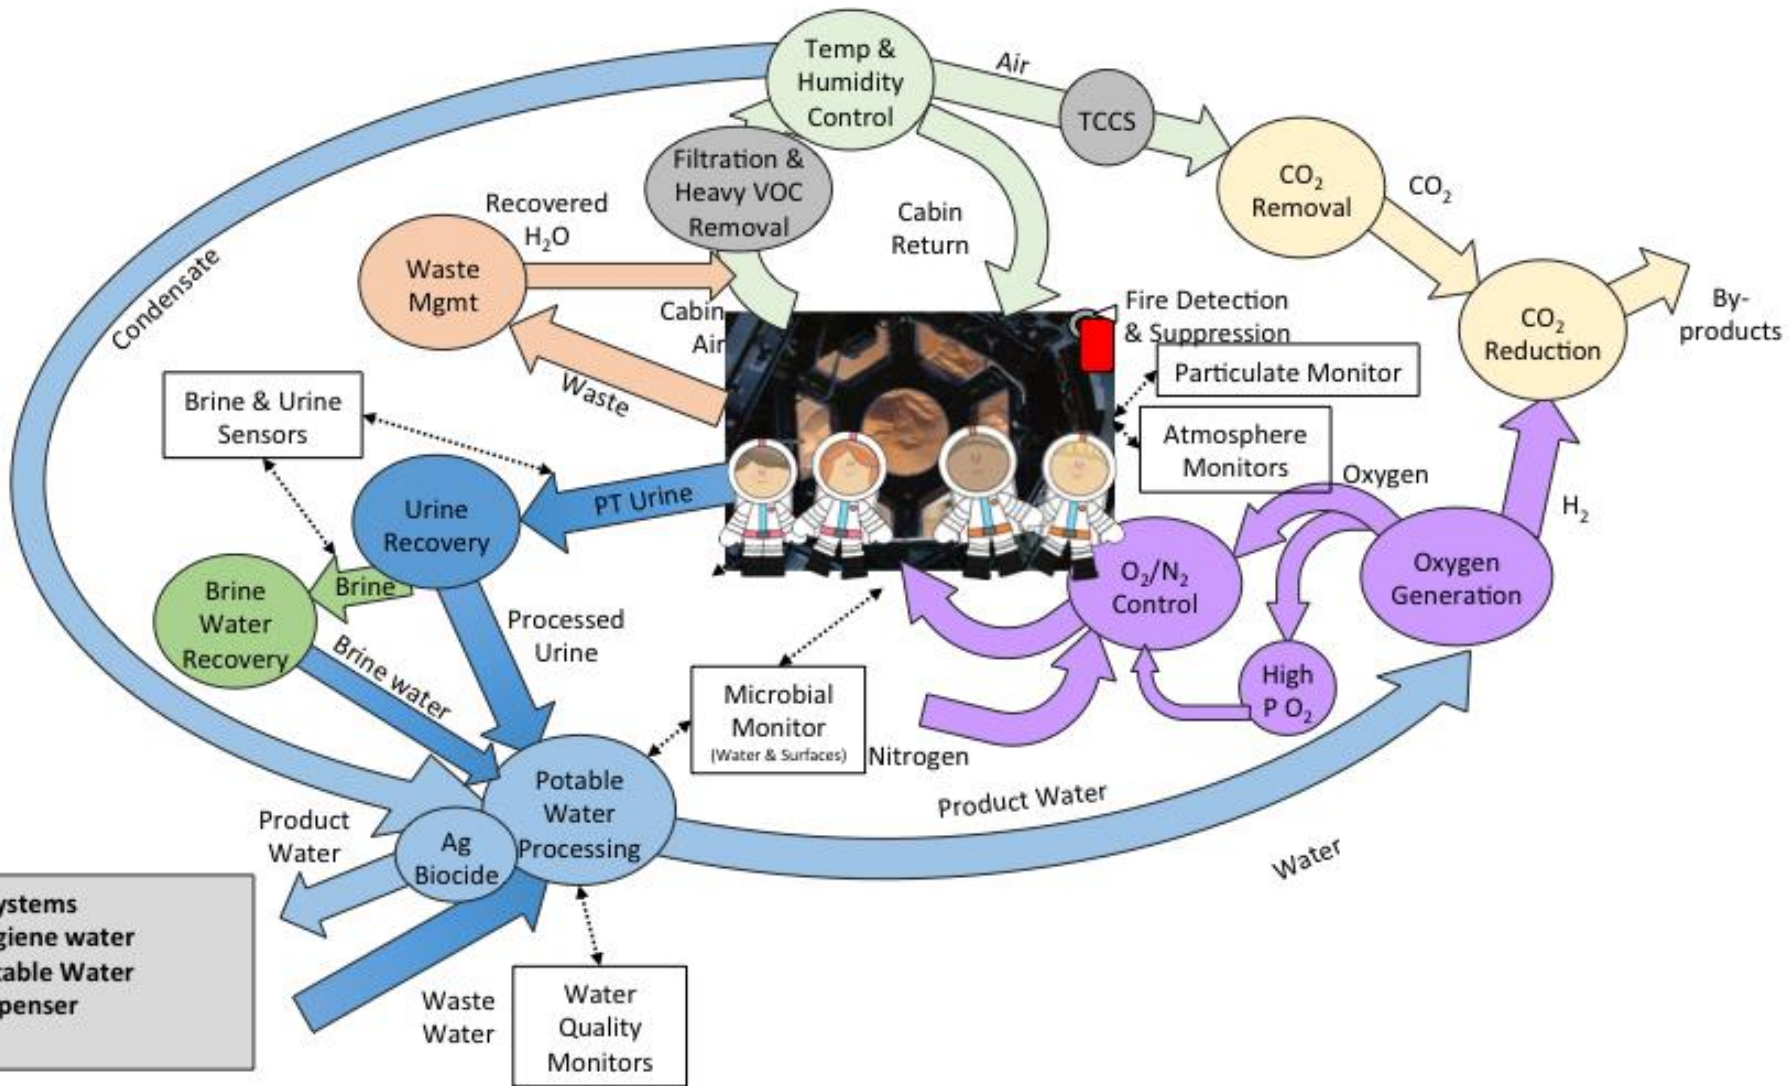 Temp &
Humidity
Control
Air
TCCS
Filtration &
Heavy VOC
Removal
CO₂
Removal
CO₂
Recovered
H₂O
Cabin
Return
Waste
Mgmt
Condensate
Cabin
Air
Fire Detection
& Suppression
CO₂
Reduction
By-
products
Particulate Monitor
Waste
Brine & Urine
Sensors
Atmosphere
Monitors
Oxygen
H₂
PT Urine
Urine
Recovery
O₂/N₂
Control
Oxygen
Generation
Brine
Brine
Water
Recovery
Processed
Urine
Brine water
High
P O₂
Microbial
Monitor
(Water & Surfaces)
Nitrogen
Potable
Water
Processing
Product Water
Product
Water
Ag
Biocide
Water
ystems
giene water
table Water
penser
Waste
Water
Water
Quality
Monitors